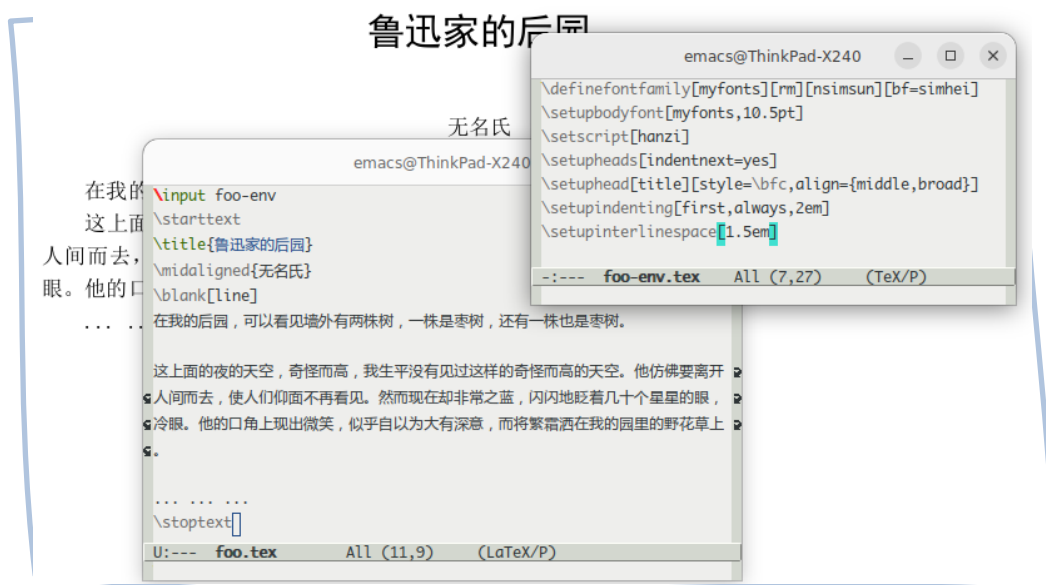 鲁迅家的后园
无名氏
在我的
这上面
人间而去，
眼。他的口
... ..
emacs@ThinkPad-X240
\definefontfamily[myfonts][rm][nsimsun][bf=simhei]
\setupbodyfont[myfonts,10.5pt]
\setscript[hanzi]
\setupheads[indentnext=yes]
\setuphead[title][style=\bfc,align={middle,broad}]
\setupindenting[first,always,2em]
\setupinterlinespace[1.5em]
-:--- foo-env.tex All (7,27) (TeX/P)
emacs@ThinkPad-X240
\input foo-env
\starttext
\title{鲁迅家的后园}
\midaligned{无名氏}
\blank[line]
在我的后园，可以看见墙外有两株树，一株是枣树，还有一株也是枣树。
这上面的夜的天空，奇怪而高，我生平没有见过这样的奇怪而高的天空。他仿佛要离开
人间而去，使人们仰面不再看见。然而现在却非常之蓝，闪闪地眨着几十个星星的眼，
冷眼。他的口角上现出微笑，似乎自以为大有深意，而将繁霜洒在我的园里的野花草上
。
... ... ...
\stoptext
U:--- foo.tex All (11,9) (LaTeX/P)